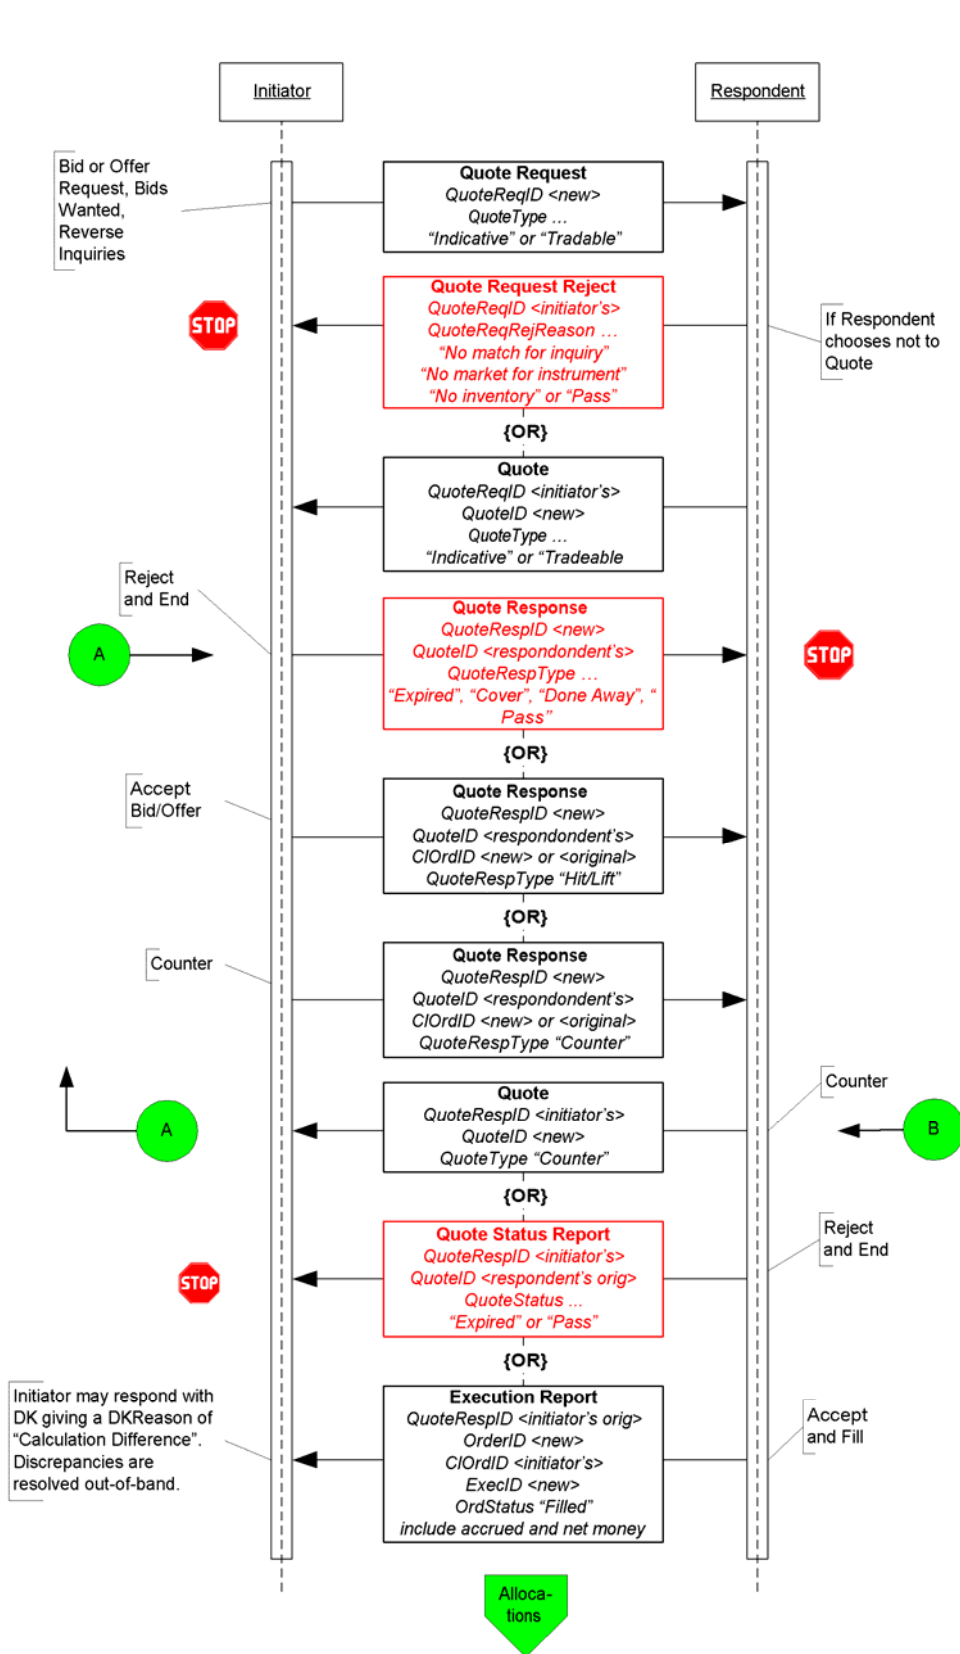 Initiator
Respondent
Bid or Offer
Request, Bids
Wanted,
Reverse
Inquiries
Quote Request
QuoteReqID <new>
QuoteType …
“Indicative” or “Tradable”
STOP
Quote Request Reject
QuoteReqID <initiator’s>
QuoteReqRejReason …
“No match for inquiry”
“No market for instrument”
“No inventory” or “Pass”
If Respondent
chooses not to
Quote
{OR}
Quote
QuoteReqID <initiator’s>
QuoteID <new>
QuoteType …
“Indicative” or “Tradeable
Reject
and End
A
Quote Response
QuoteRespID <new>
QuoteID <respondondent’s>
QuoteRespType …
“Expired”, “Cover”, “Done Away”, “
Pass”
STOP
{OR}
Accept
Bid/Offer
Quote Response
QuoteRespID <new>
QuoteID <respondondent’s>
ClOrdID <new> or <original>
QuoteRespType “Hit/Lift”
{OR}
Counter
Quote Response
QuoteRespID <new>
QuoteID <respondondent’s>
ClOrdID <new> or <original>
QuoteRespType “Counter”
A
Quote
QuoteRespID <initiator’s>
QuoteID <new>
QuoteType “Counter”
Counter
B
{OR}
STOP
Quote Status Report
QuoteRespID <initiator’s>
QuoteID <respondent’s orig>
QuoteStatus ...
“Expired” or “Pass”
Reject
and End
{OR}
Initiator may respond with
DK giving a DKReason of
“Calculation Difference”.
Discrepancies are
resolved out-of-band.
Execution Report
QuoteRespID <initiator’s orig>
OrderID <new>
ClOrdID <initiator’s>
ExecID <new>
OrdStatus “Filled”
include accrued and net money
Accept
and Fill
Alloca-
tions